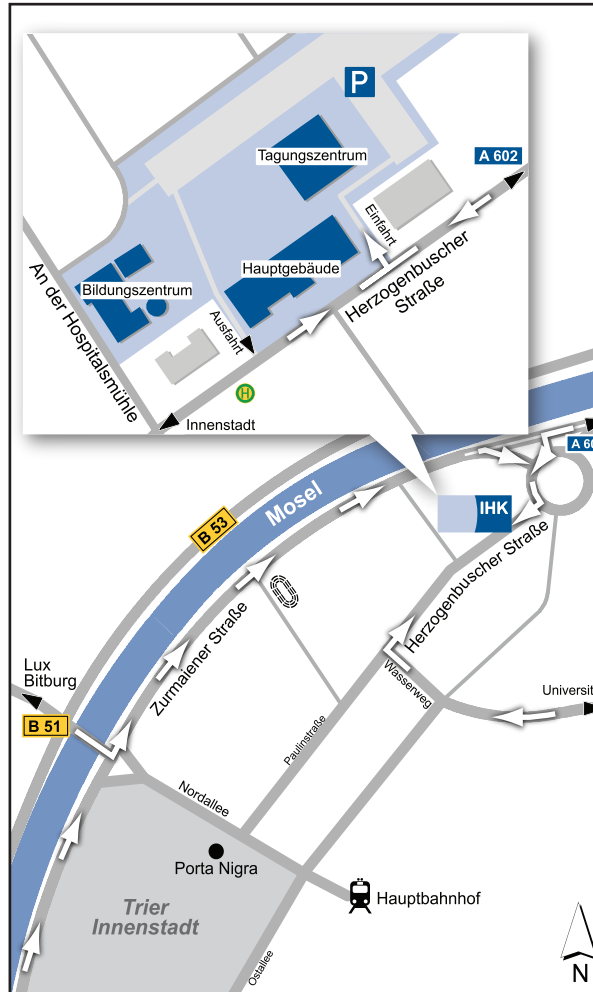 P
Tagungszentrum
A 602
Einfahrt
Hauptgebäude
Herzogenbuscher
Straße
Bildungszentrum
An der Hospitalsmühle
Ausfahrt
H
Innenstadt
A 60
IHK
Mosel
B 53
Herzogenbuscher Straße
Zurmaiener Straße
Lux
Bitburg
Wasserweg
Universit
B 51
Paulinstraße
Nordallee
Porta Nigra
Hauptbahnhof
Trier
Innenstadt
Ostallee
N